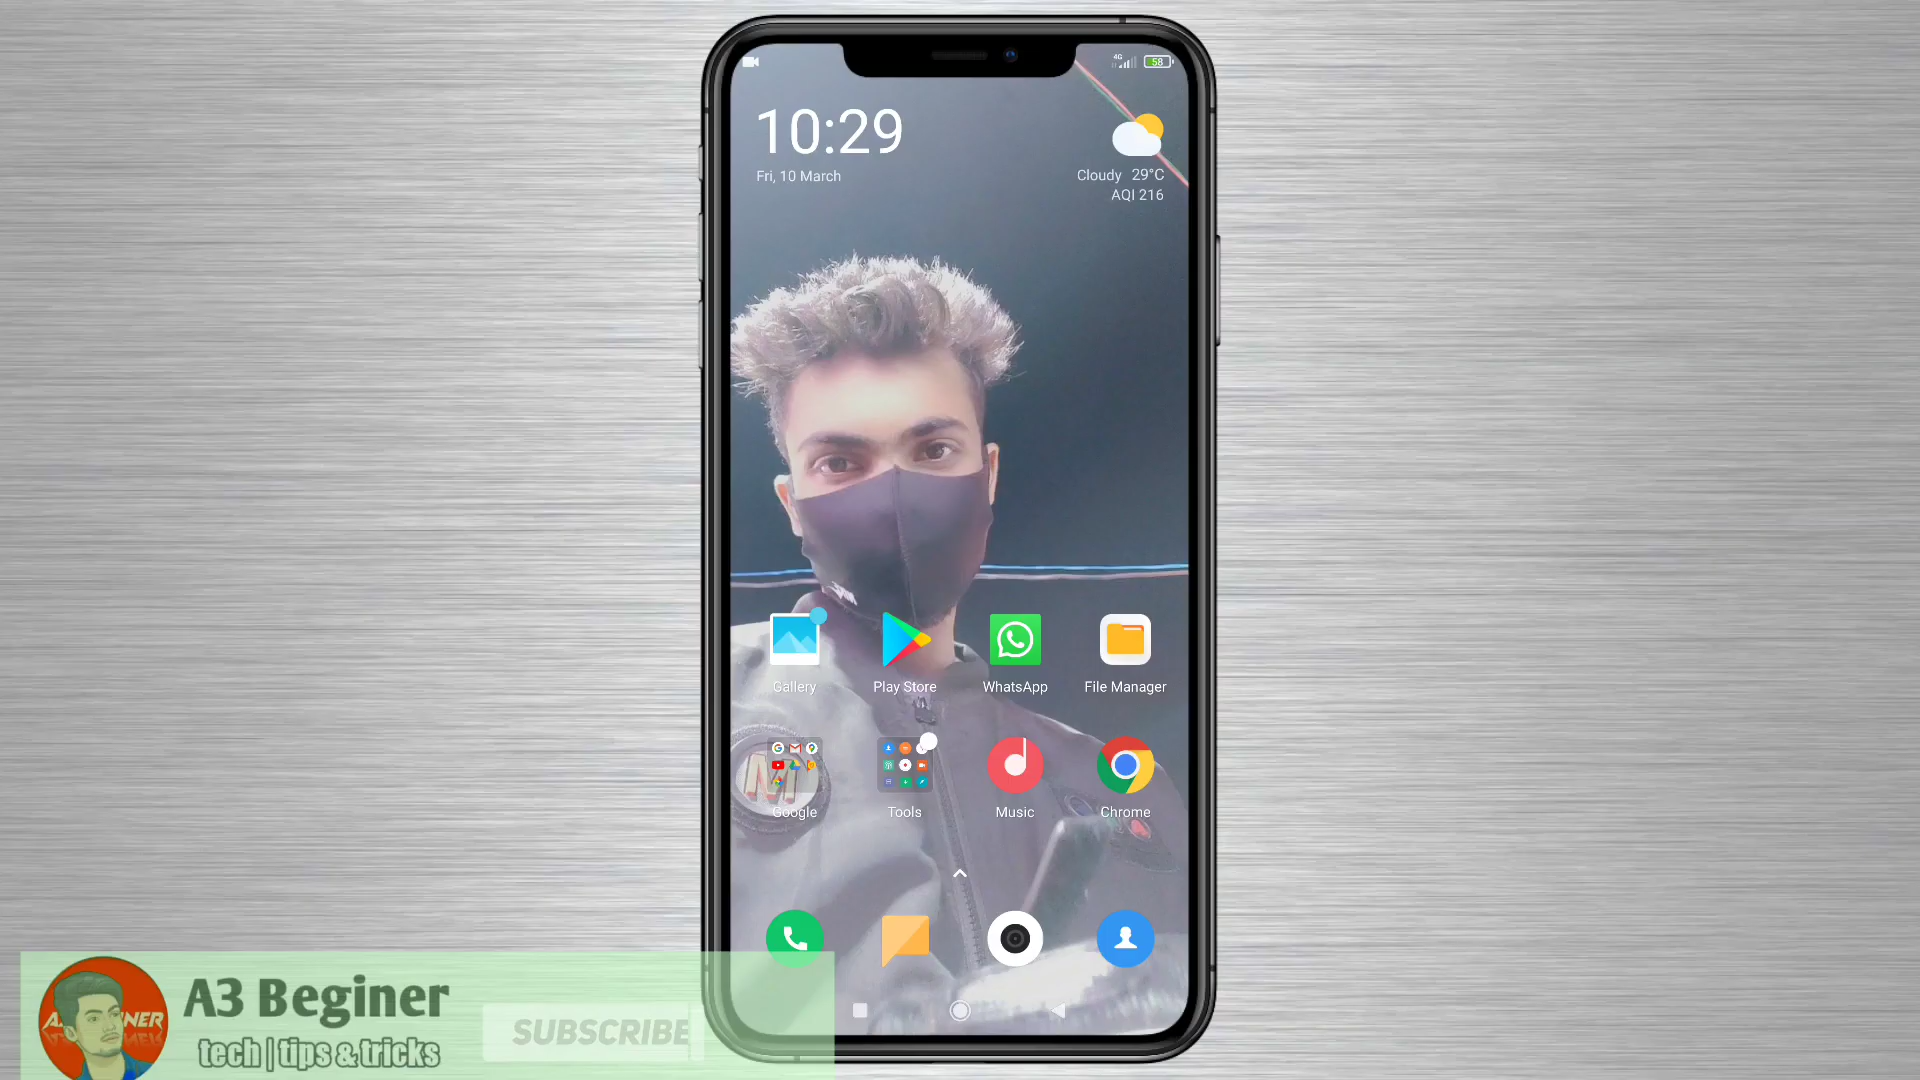 4G
58
10:29
Fri, 10 March
Cloudy 29°C
AQI 216
Gallery
Play Store
WhatsApp
File Manager
Google
Tools
Music
Chrome
A3 Beginer
tech | tips & tricks
SUBSCRIBE